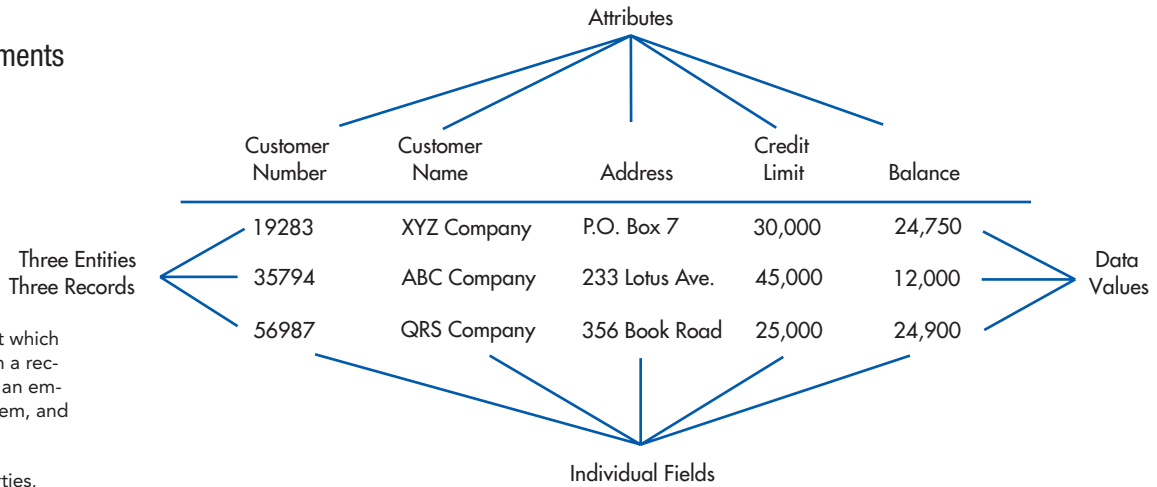 Attributes
ments
Customer Number
Customer Name
Address
Credit Limit
Balance
19283 XYZ Company P.O. Box 7 30,000 24,750
35794 ABC Company 233 Lotus Ave. 45,000 12,000
56987 QRS Company 356 Book Road 25,000 24,900
Three Entities
Three Records
Data
Values
t which
n a rec-
an em-
em, and
rties.
Individual Fields